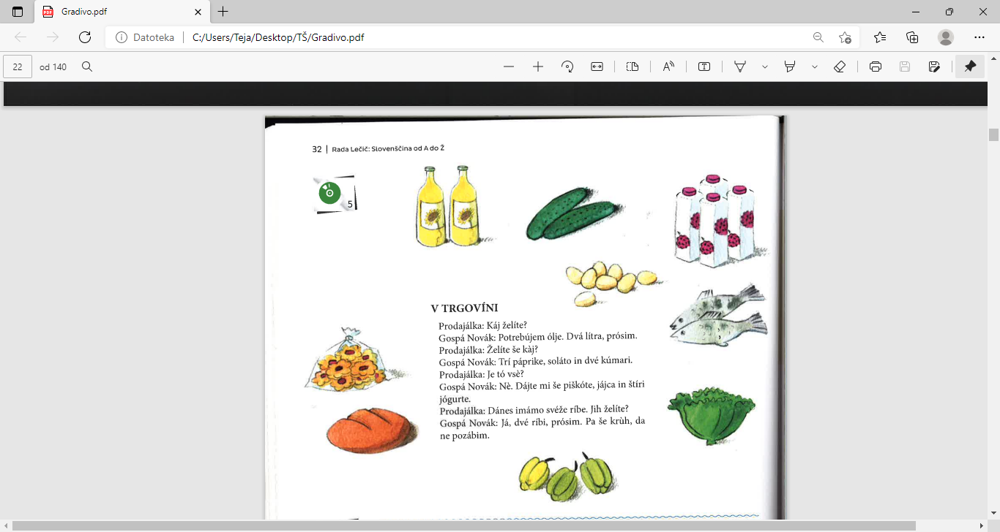 Gradivo.pdf
Datoteka
C:/Users/Teja/Desktop/TŠ/Gradivo.pdf
22 od 140
32 | Rada Lečič: Slovenščina od A do Ž
5
V TRGOVÍNI
Prodajálka: Káj želíte?
Gospá Novák: Potrebújem ólje. Dvá lítra, prósim.
Prodajálka: Želíte še kàj?
Gospá Novák: Trí páprike, soláto in dvé kúmari.
Prodajálka: Je tó vsè?
Gospá Novák: Nè. Dájte mi še piškóte, jájca in štíri
jógurte.
Prodajálka: Dánes imámo svéže ríbe. Jih želíte?
Gospá Novák: Já, dvé ríbi, prósim. Pa še krùh, da
ne pozábim.